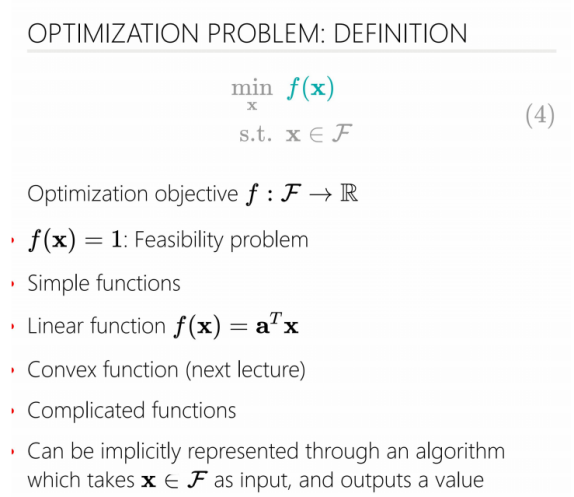 OPTIMIZATION PROBLEM: DEFINITION
min f(𝐱)
𝐱
s.t. 𝐱 ∈ ℱ
(4)
Optimization objective f : ℱ → ℝ
f(𝐱) = 1: Feasibility problem
Simple functions
Linear function f(𝐱) = 𝐚ᵀ𝐱
Convex function (next lecture)
Complicated functions
Can be implicitly represented through an algorithm
which takes 𝐱 ∈ ℱ as input, and outputs a value